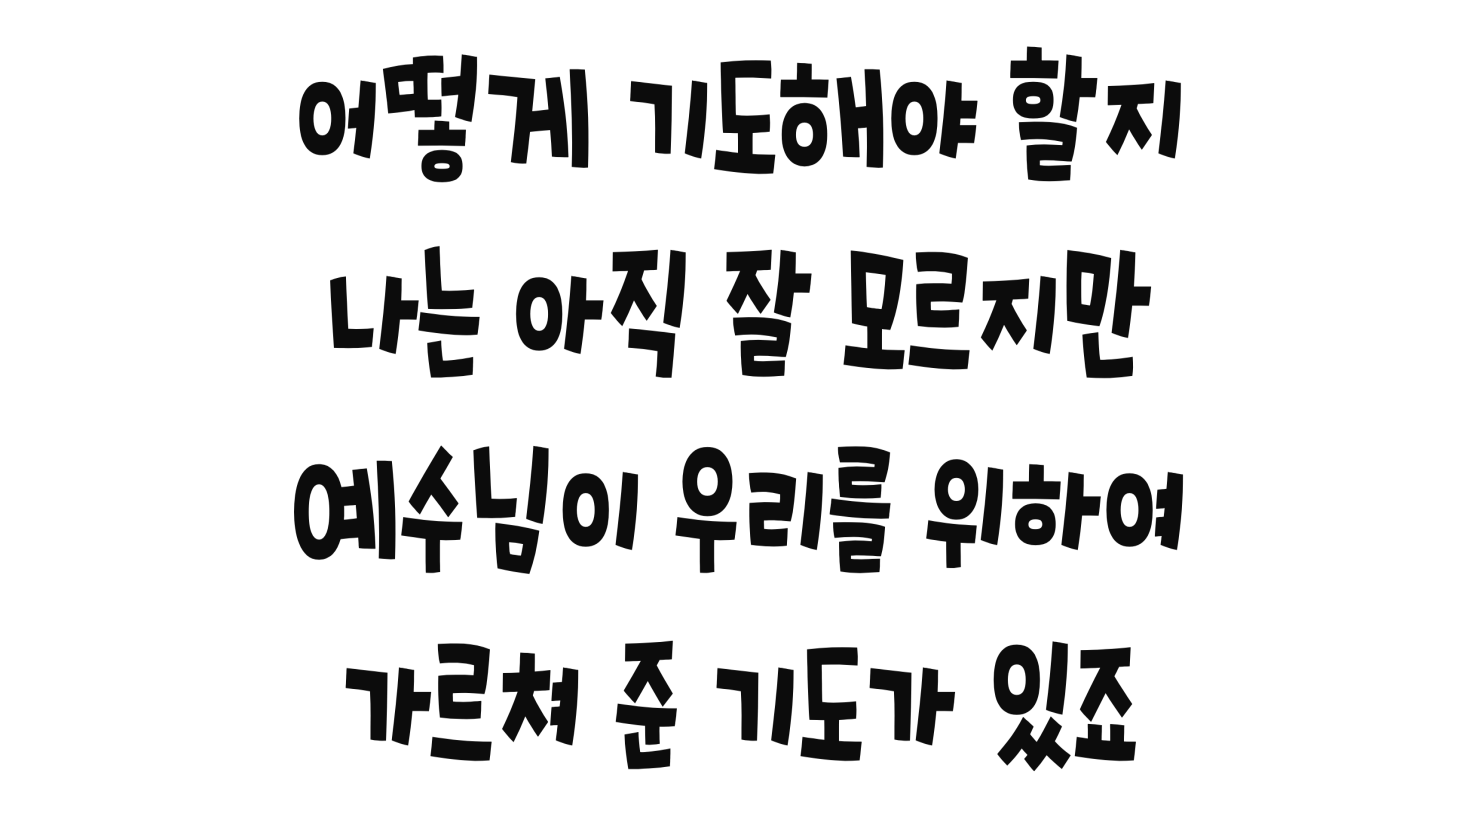 어떻게 기도해야 할지
나는 아직 잘 모르지만
예수님이 우리를 위하여
가르쳐 준 기도가 있죠